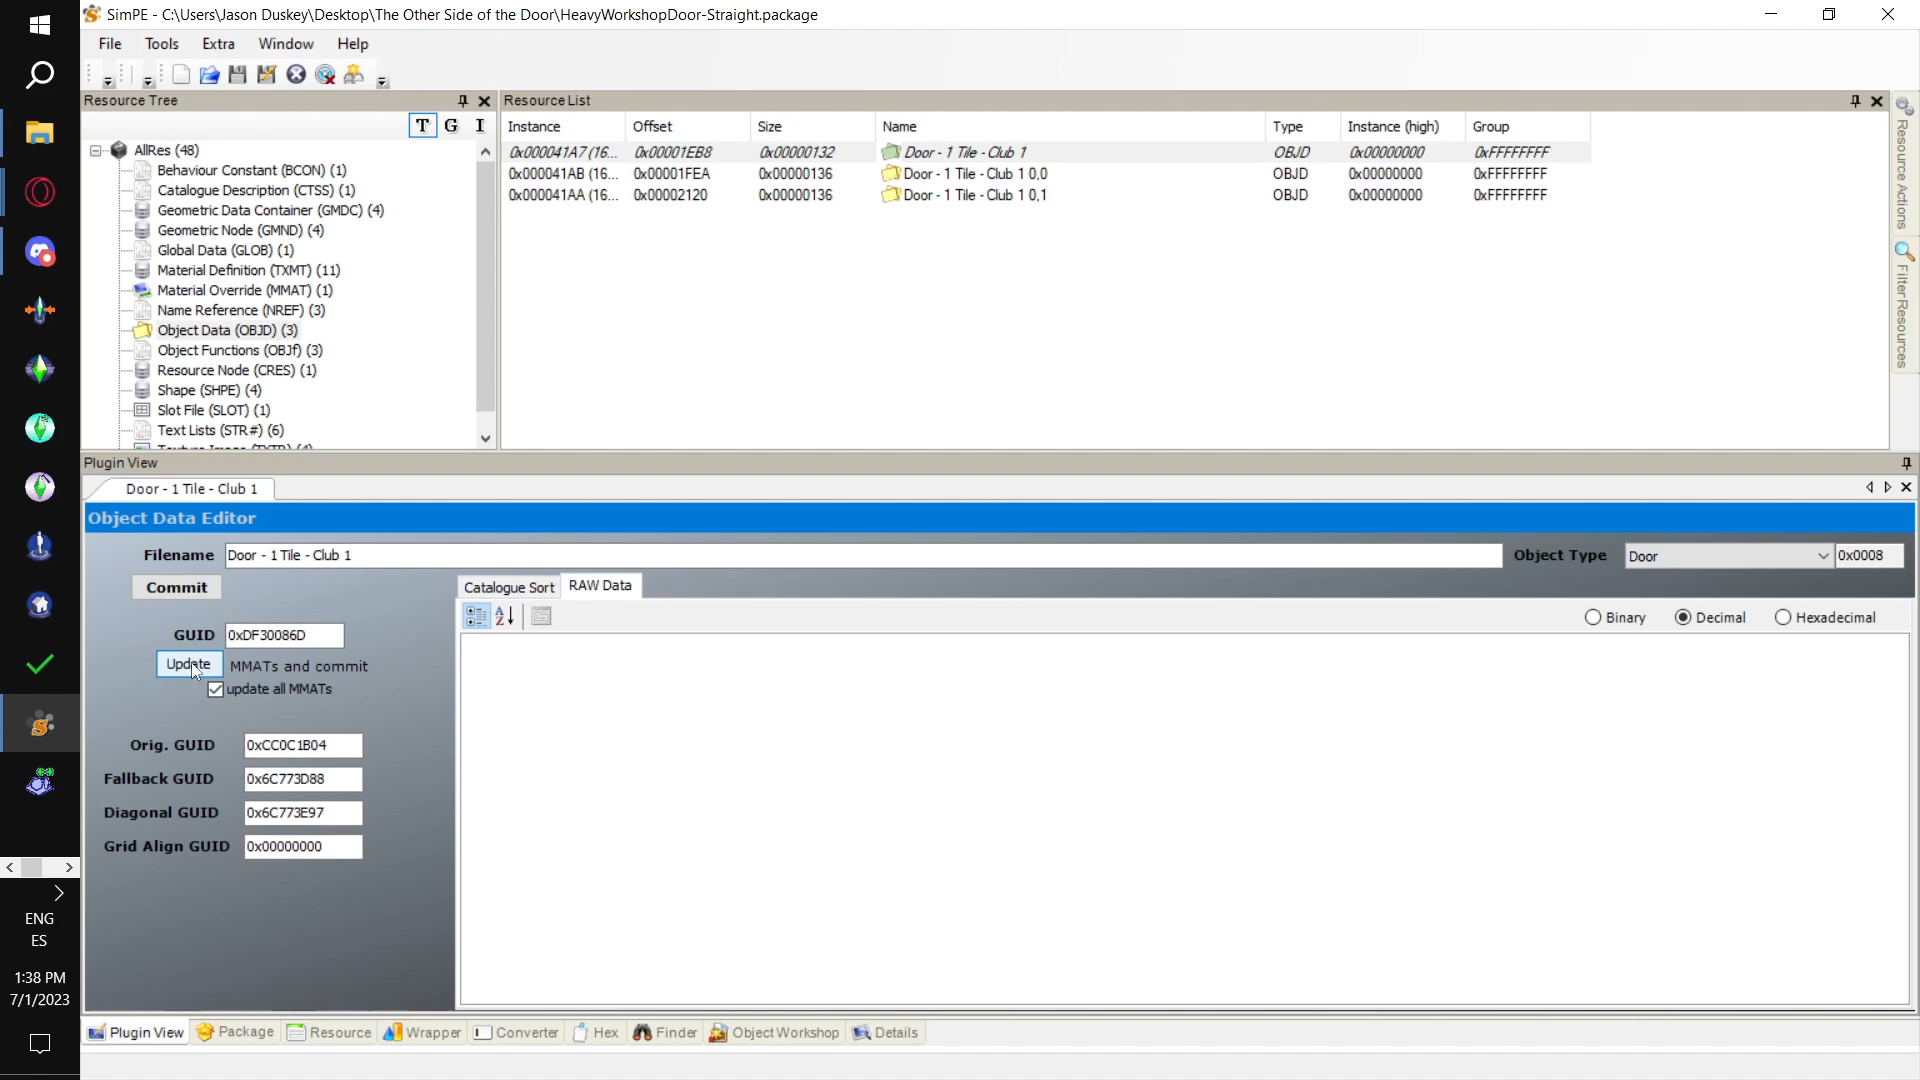 SimPE - C:\Users\Jason Duskey\Desktop\The Other Side of the Door\HeavyWorkshopDoor-Straight.package
File Tools Extra Window Help
Resource Tree
T G I
AllRes (48)
Behaviour Constant (BCON) (1)
Catalogue Description (CTSS) (1)
Geometric Data Container (GMDC) (4)
Geometric Node (GMND) (4)
Global Data (GLOB) (1)
Material Definition (TXMT) (11)
Material Override (MMAT) (1)
Name Reference (NREF) (3)
Object Data (OBJD) (3)
Object Functions (OBJf) (3)
Resource Node (CRES) (1)
Shape (SHPE) (4)
Slot File (SLOT) (1)
Text Lists (STR#) (6)
Resource List
Instance Offset Size Name Type Instance (high) Group
0x000041A7 (16... 0x00001EB8 0x00000132 Door - 1 Tile - Club 1 OBJD 0x00000000 0xFFFFFFFF
0x000041AB (16... 0x00001FEA 0x00000136 Door - 1 Tile - Club 1 0,0 OBJD 0x00000000 0xFFFFFFFF
0x000041AA (16... 0x00002120 0x00000136 Door - 1 Tile - Club 1 0,1 OBJD 0x00000000 0xFFFFFFFF
Resource Actions
Filter Resources
Plugin View
Door - 1 Tile - Club 1
Object Data Editor
Filename Door - 1 Tile - Club 1 Object Type Door 0x0008
Commit
Catalogue Sort RAW Data
Binary Decimal Hexadecimal
GUID 0xDF30086D
Update MMATs and commit
update all MMATs
Orig. GUID 0xCC0C1B04
Fallback GUID 0x6C773D88
Diagonal GUID 0x6C773E97
Grid Align GUID 0x00000000
Plugin View Package Resource Wrapper Converter Hex Finder Object Workshop Details
ENG
ES
1:38 PM
7/1/2023